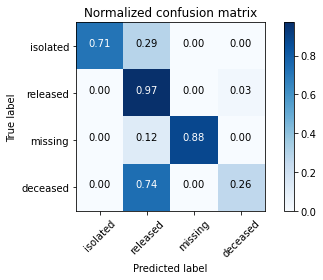 Normalized confusion matrix
True label
isolated 0.71 0.29 0.00 0.00
released 0.00 0.97 0.00 0.03
missing 0.00 0.12 0.88 0.00
deceased 0.00 0.74 0.00 0.26
isolated released missing deceased
Predicted label
0.8
0.6
0.4
0.2
0.0